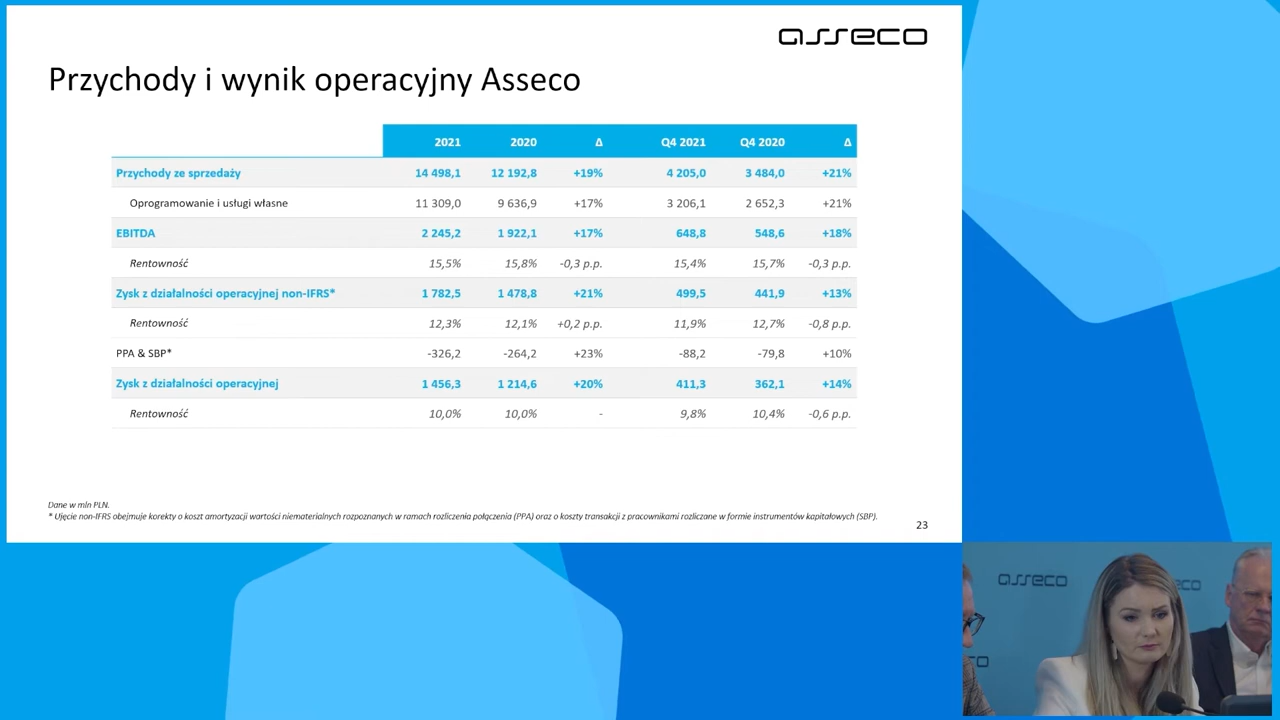 asseco
Przychody i wynik operacyjny Asseco
2021 2020 Δ Q4 2021 Q4 2020 Δ
Przychody ze sprzedaży 14 498,1 12 192,8 +19% 4 205,0 3 484,0 +21%
Oprogramowanie i usługi własne 11 309,0 9 636,9 +17% 3 206,1 2 652,3 +21%
EBITDA 2 245,2 1 922,1 +17% 648,8 548,6 +18%
Rentowność 15,5% 15,8% -0,3 p.p. 15,4% 15,7% -0,3 p.p.
Zysk z działalności operacyjnej non-IFRS* 1 782,5 1 478,8 +21% 499,5 441,9 +13%
Rentowność 12,3% 12,1% +0,2 p.p. 11,9% 12,7% -0,8 p.p.
PPA & SBP* -326,2 -264,2 +23% -88,2 -79,8 +10%
Zysk z działalności operacyjnej 1 456,3 1 214,6 +20% 411,3 362,1 +14%
Rentowność 10,0% 10,0% - 9,8% 10,4% -0,6 p.p.
Dane w mln PLN.
* Ujęcie non-IFRS obejmuje korekty o koszt amortyzacji wartości niematerialnych rozpoznanych w ramach rozliczenia połączenia (PPA) oraz o koszty transakcji z pracownikami rozliczane w formie instrumentów kapitałowych (SBP).
23
asseco